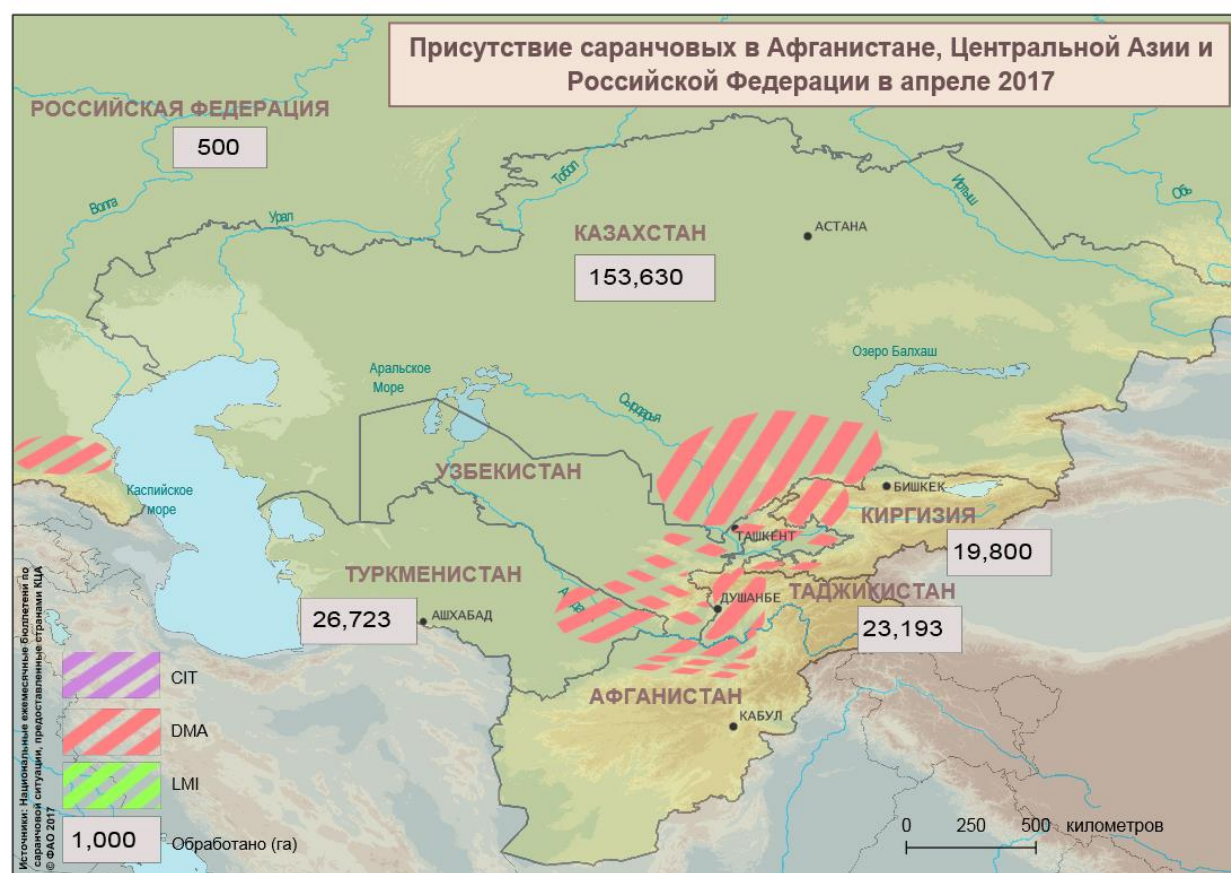 Присутствие саранчовых в Афганистане, Центральной Азии и
Российской Федерации в апреле 2017
РОССИЙСКАЯ ФЕДЕРАЦИЯ
500
Волга
Урал
Тобол
Иртыш
Обь
КАЗАХСТАН
АСТАНА
153,630
Аральское
Море
Озеро Балхаш
Сырдарья
УЗБЕКИСТАН
Каспийское
море
БИШКЕК
КИРГИЗИЯ
ТАШКЕНТ
19,800
ТУРКМЕНИСТАН
ТАДЖИКИСТАН
ДУШАНБЕ
26,723
АШХАБАД
23,193
АФГАНИСТАН
КАБУЛ
CIT
DMA
LMI
1,000
Обработано (га)
0 250 500 километров
Источники: Национальные ежемесячные бюллетени по
саранчовой ситуации, предоставленные странами КЦА
© ФАО 2017